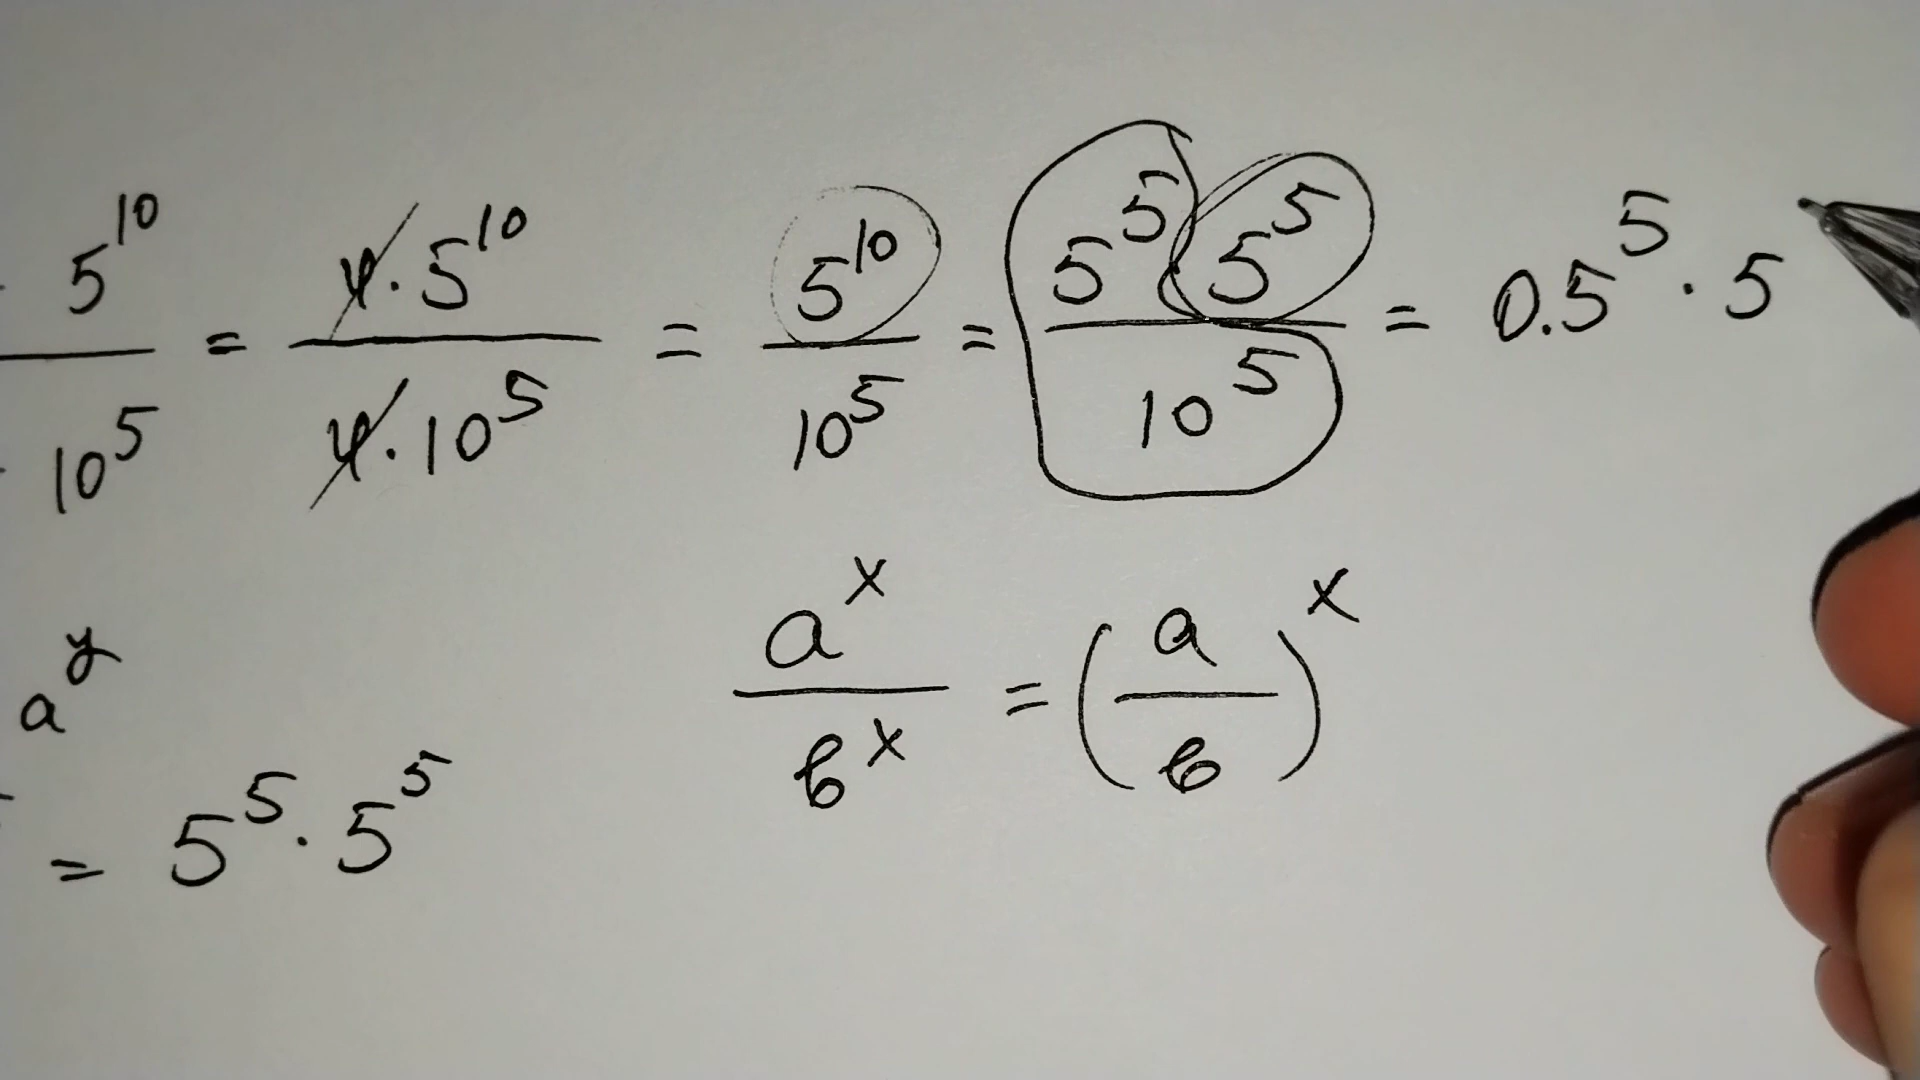 5^10 / 10^5 = 4·5^10 / 4·10^5 = 5^10 / 10^5 = 5^5 5^5 / 10^5 = 0.5^5 · 5
a^y
a^x / b^x = (a / b)^x
= 5^5 · 5^5